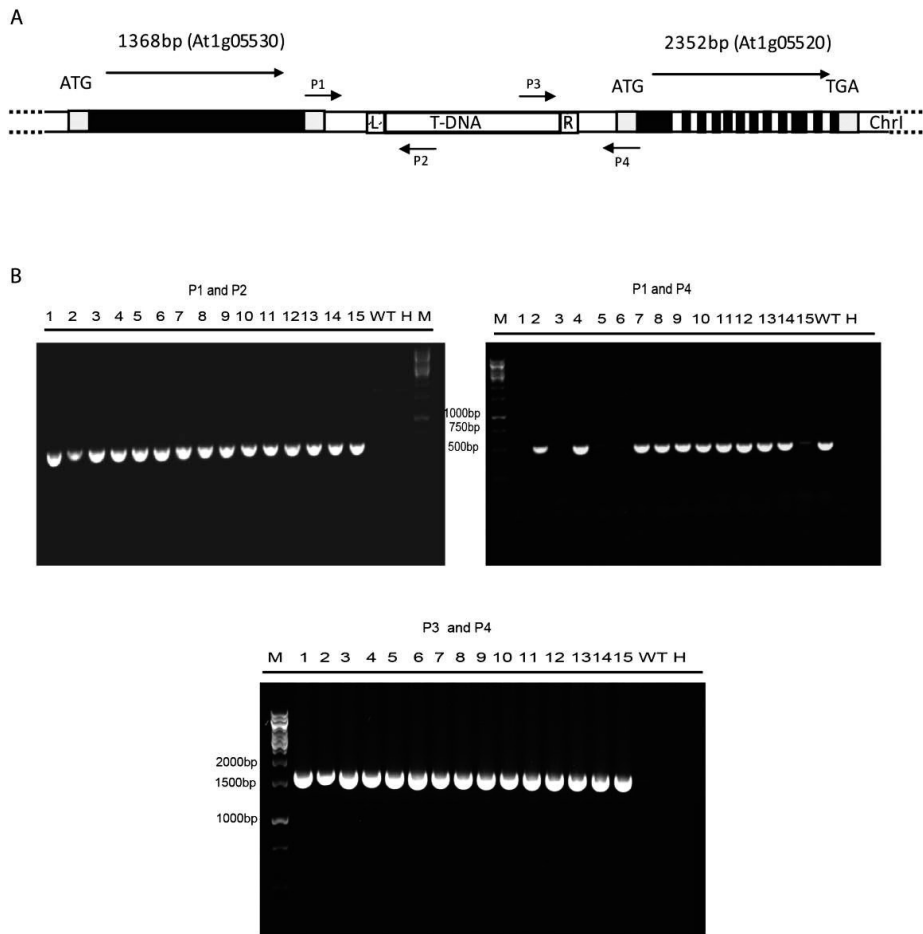 A
1368bp (At1g05530)
2352bp (At1g05520)
ATG
P1
P3
ATG
TGA
L
T-DNA
R
ChrI
P2
P4
B
P1 and P2
1 2 3 4 5 6 7 8 9 10 11 12 13 14 15 WT H M
P1 and P4
M 1 2 3 4 5 6 7 8 9 10 11 12 13 14 15 WT H
1000bp
750bp
500bp
P3 and P4
M 1 2 3 4 5 6 7 8 9 10 11 12 13 14 15 WT H
2000bp
1500bp
1000bp